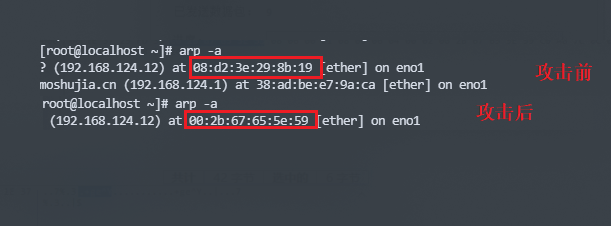 [root@localhost ~]# arp -a
? (192.168.124.12) at 08:d2:3e:29:8b:19 [ether] on eno1
攻击前
moshujia.cn (192.168.124.1) at 38:ad:be:e7:9a:ca [ether] on eno1
root@localhost ~]# arp -a
攻击后
(192.168.124.12) at 00:2b:67:65:5e:59 [ether] on eno1